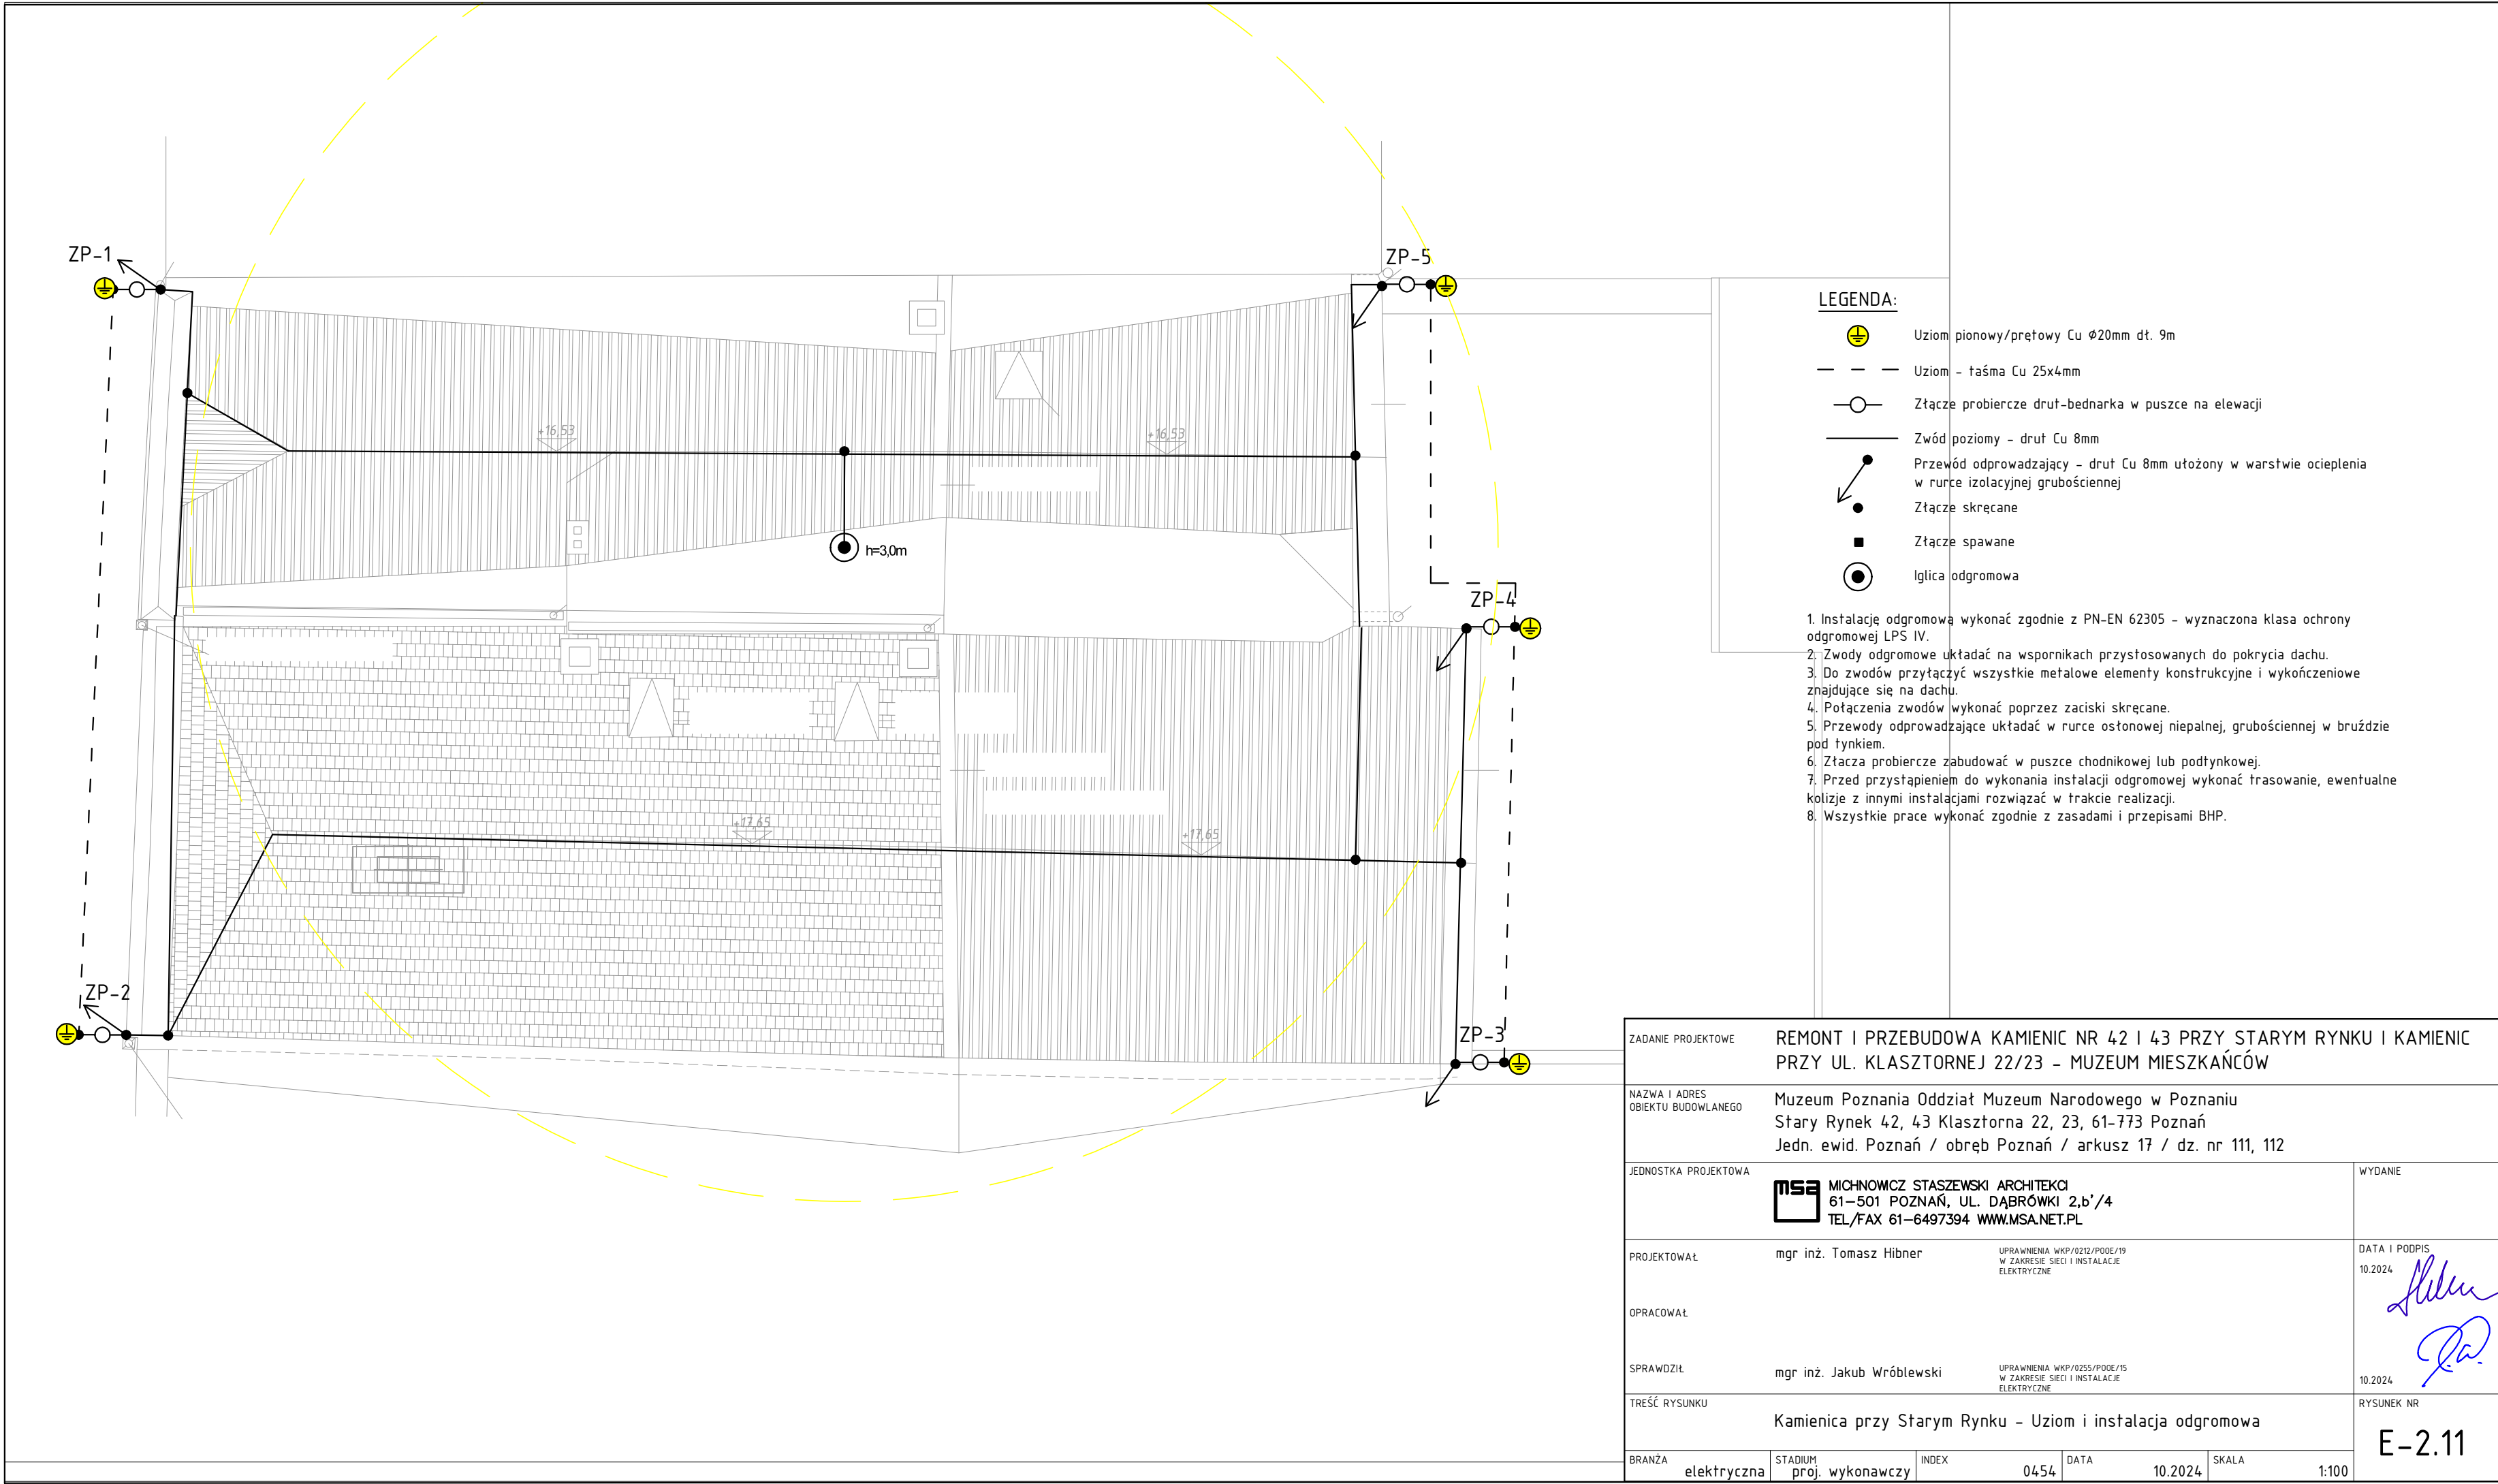 ZP-1
ZP-5
+16,53
+16,53
h=3,0m
ZP-4
+17,65
+17,65
ZP-2
ZP-3
LEGENDA:
Uziom pionowy/prętowy Cu Ø20mm dł. 9m
Uziom - taśma Cu 25x4mm
Złącze probiercze drut-bednarka w puszce na elewacji
Zwód poziomy - drut Cu 8mm
Przewód odprowadzający - drut Cu 8mm ułożony w warstwie ocieplenia
w rurce izolacyjnej grubościennej
Złącze skręcane
Złącze spawane
Iglica odgromowa
1. Instalację odgromową wykonać zgodnie z PN-EN 62305 - wyznaczona klasa ochrony
odgromowej LPS IV.
2. Zwody odgromowe układać na wspornikach przystosowanych do pokrycia dachu.
3. Do zwodów przyłączyć wszystkie metalowe elementy konstrukcyjne i wykończeniowe
znajdujące się na dachu.
4. Połączenia zwodów wykonać poprzez zaciski skręcane.
5. Przewody odprowadzające układać w rurce osłonowej niepalnej, grubościennej w bruździe
pod tynkiem.
6. Złacza probiercze zabudować w puszce chodnikowej lub podtynkowej.
7. Przed przystąpieniem do wykonania instalacji odgromowej wykonać trasowanie, ewentualne
kolizje z innymi instalacjami rozwiązać w trakcie realizacji.
8. Wszystkie prace wykonać zgodnie z zasadami i przepisami BHP.
ZADANIE PROJEKTOWE
REMONT I PRZEBUDOWA KAMIENIC NR 42 I 43 PRZY STARYM RYNKU I KAMIENIC
PRZY UL. KLASZTORNEJ 22/23 - MUZEUM MIESZKAŃCÓW
NAZWA I ADRES
OBIEKTU BUDOWLANEGO
Muzeum Poznania Oddział Muzeum Narodowego w Poznaniu
Stary Rynek 42, 43 Klasztorna 22, 23, 61-773 Poznań
Jedn. ewid. Poznań / obręb Poznań / arkusz 17 / dz. nr 111, 112
JEDNOSTKA PROJEKTOWA
msa
MICHNOWICZ STASZEWSKI ARCHITEKCI
61-501 POZNAŃ, UL. DĄBRÓWKI 2,b'/4
TEL/FAX 61-6497394 WWW.MSA.NET.PL
WYDANIE
PROJEKTOWAŁ
mgr inż. Tomasz Hibner
UPRAWNIENIA WKP/0212/POOE/19
W ZAKRESIE SIECI I INSTALACJE
ELEKTRYCZNE
DATA I PODPIS
10.2024
OPRACOWAŁ
SPRAWDZIŁ
mgr inż. Jakub Wróblewski
UPRAWNIENIA WKP/0255/POOE/15
W ZAKRESIE SIECI I INSTALACJE
ELEKTRYCZNE
10.2024
TREŚĆ RYSUNKU
Kamienica przy Starym Rynku - Uziom i instalacja odgromowa
RYSUNEK NR
E-2.11
BRANŻA
elektryczna
STADIUM
proj. wykonawczy
INDEX
0454
DATA
10.2024
SKALA
1:100